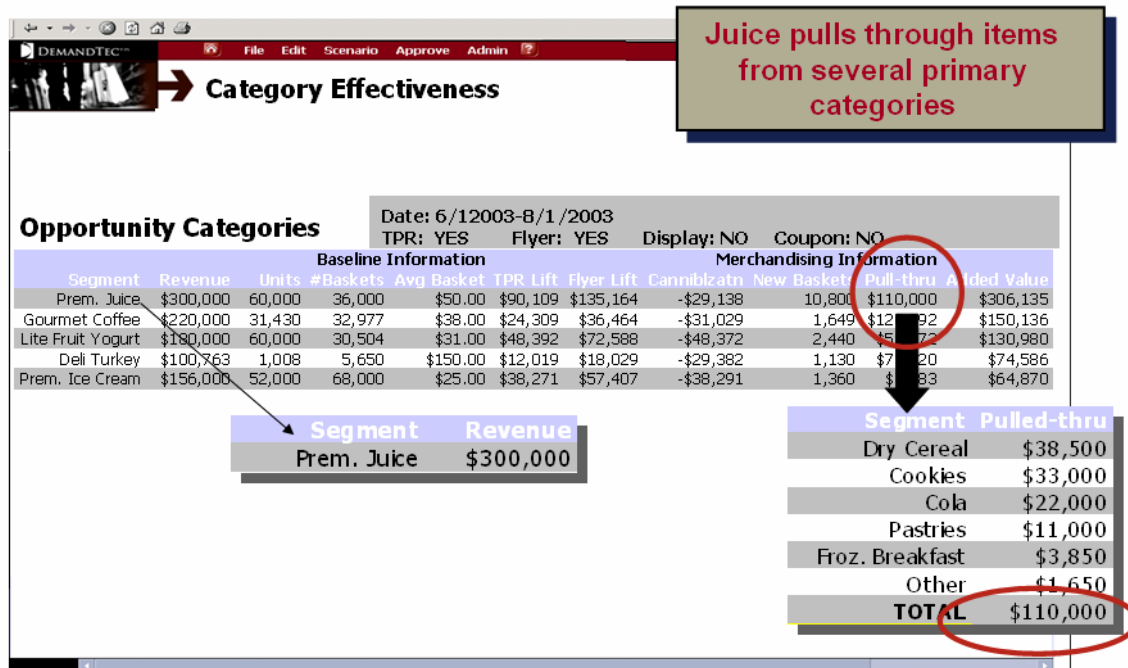 Juice pulls through items
from several primary
categories
DEMANDTEC™ File Edit Scenario Approve Admin ?
Category Effectiveness
Opportunity Categories
Date: 6/12003-8/1/2003
TPR: YES Flyer: YES Display: NO Coupon: NO
Baseline Information Merchandising Information
Segment Revenue Units #Baskets Avg Basket TPR Lift Flyer Lift Canniblzatn New Baskets Pull-thru Added Value
Prem. Juice $300,000 60,000 36,000 $50.00 $90,109 $135,164 -$29,138 10,800 $110,000 $306,135
Gourmet Coffee $220,000 31,430 32,977 $38.00 $24,309 $36,464 -$31,029 1,649 $150,136
Lite Fruit Yogurt $180,000 60,000 30,504 $31.00 $48,392 $72,588 -$48,372 2,440 $130,980
Deli Turkey $100,763 1,008 5,650 $150.00 $12,019 $18,029 -$29,382 1,130 $74,586
Prem. Ice Cream $156,000 52,000 68,000 $25.00 $38,271 $57,407 -$38,291 1,360 $64,870
Segment Revenue
Prem. Juice $300,000
Segment Pulled-thru
Dry Cereal $38,500
Cookies $33,000
Cola $22,000
Pastries $11,000
Froz. Breakfast $3,850
Other $1,650
TOTAL $110,000